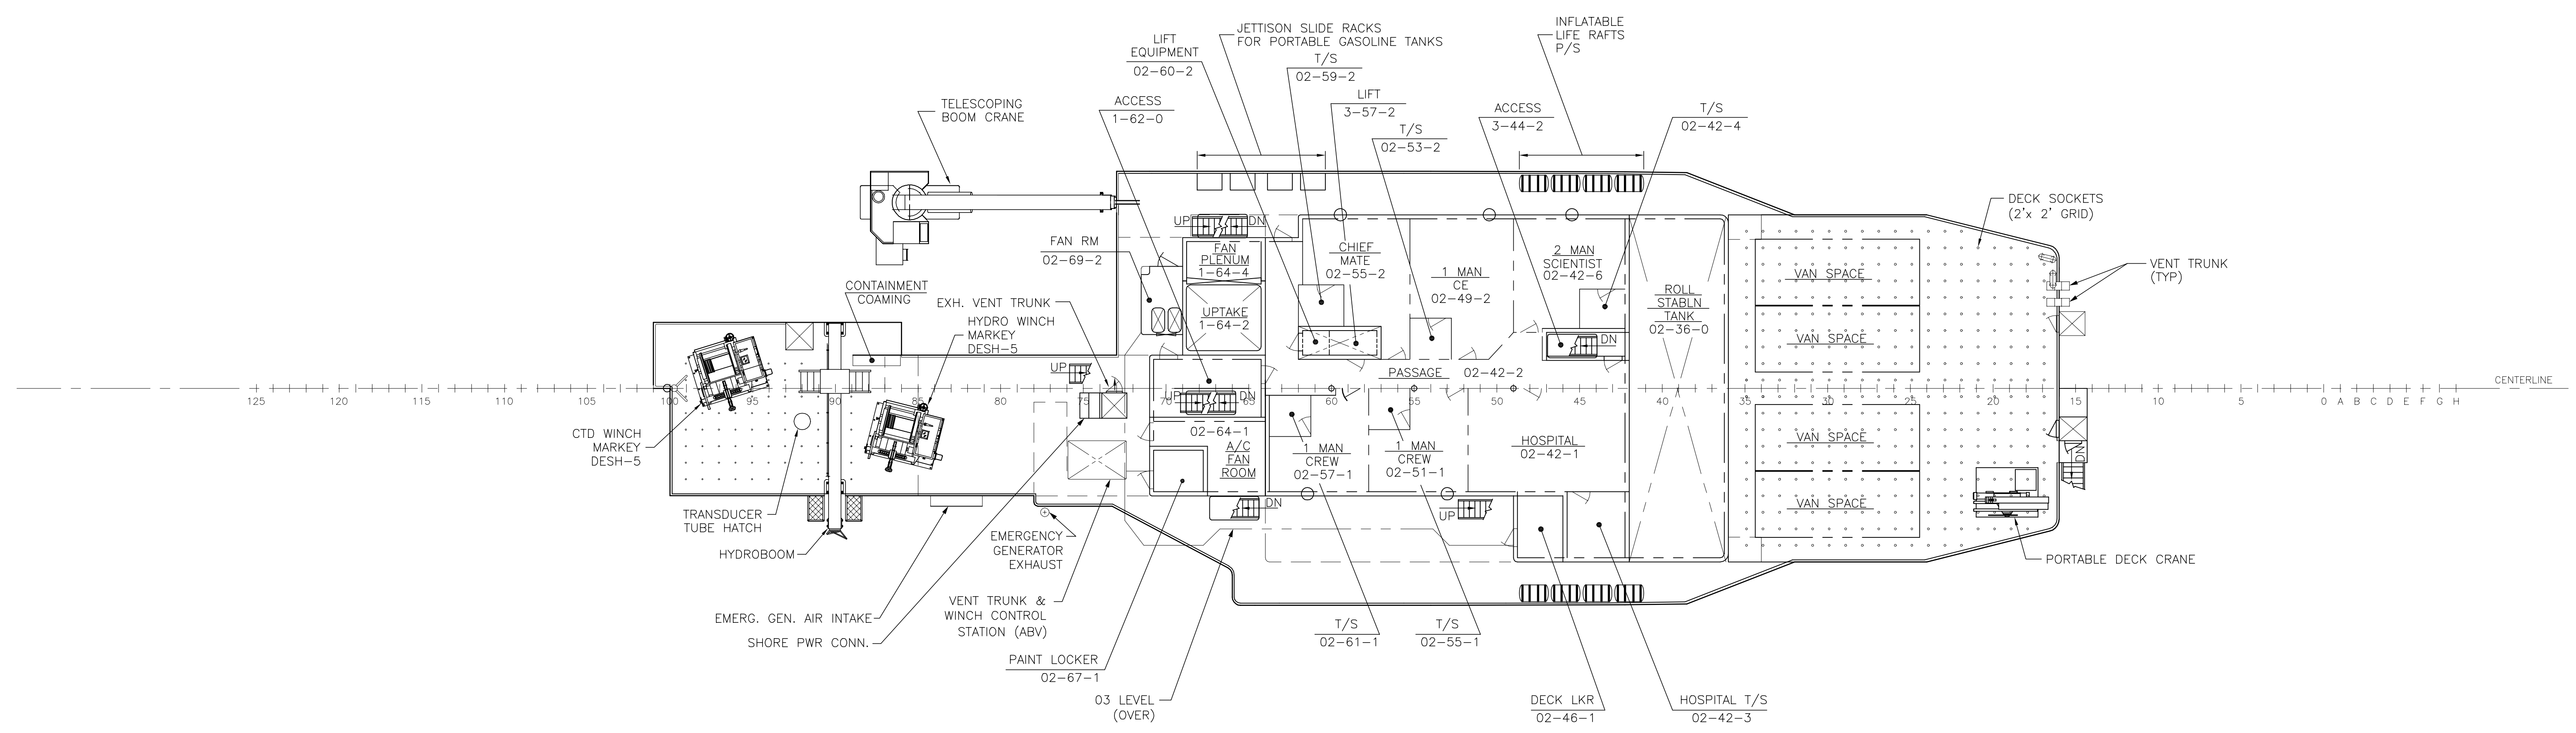 INFLATABLE
LIFE RAFTS
P/S
JETTISON SLIDE RACKS
FOR PORTABLE GASOLINE TANKS
LIFT
EQUIPMENT
02-60-2
T/S
02-59-2
LIFT
3-57-2
T/S
02-53-2
ACCESS
3-44-2
T/S
02-42-4
ACCESS
1-62-0
TELESCOPING
BOOM CRANE
DECK SOCKETS
(2'x 2' GRID)
VENT TRUNK
(TYP)
FAN RM
02-69-2
UP
DN
FAN
PLENUM
1-64-4
UPTAKE
1-64-2
CHIEF
MATE
02-55-2
1 MAN
CE
02-49-2
2 MAN
SCIENTIST
02-42-6
ROLL
STABLN
TANK
02-36-0
VAN SPACE
VAN SPACE
VAN SPACE
VAN SPACE
CONTAINMENT
COAMING
EXH. VENT TRUNK
HYDRO WINCH
MARKEY
DESH-5
DN
UP
PASSAGE
02-42-2
CENTERLINE
125 120 115 110 105 100 95 90 85 80 75 70 65 60 55 50 45 40 35 30 25 20 15 10 5 0 A B C D E F G H
UP
DN
02-64-1
A/C
FAN
ROOM
1 MAN
CREW
02-57-1
1 MAN
CREW
02-51-1
HOSPITAL
02-42-1
DN
CTD WINCH
MARKEY
DESH-5
DN
UP
TRANSDUCER
TUBE HATCH
HYDROBOOM
EMERGENCY
GENERATOR
EXHAUST
PORTABLE DECK CRANE
VENT TRUNK &
WINCH CONTROL
STATION (ABV)
EMERG. GEN. AIR INTAKE
SHORE PWR CONN.
T/S
02-61-1
T/S
02-55-1
PAINT LOCKER
02-67-1
03 LEVEL
(OVER)
DECK LKR
02-46-1
HOSPITAL T/S
02-42-3